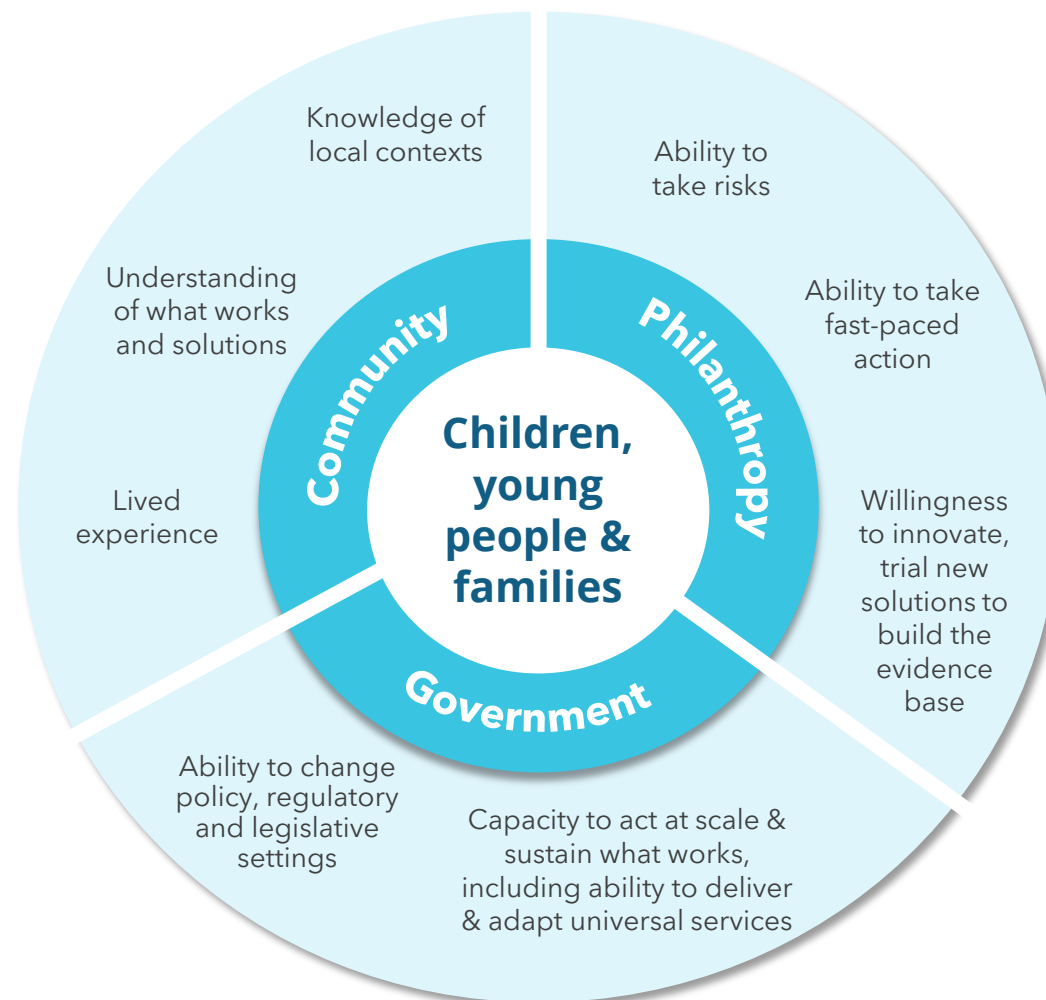 Knowledge of
local contexts
Understanding
of what works
and solutions
Lived
experience
Community
Ability to
take risks
Ability to take
fast-paced
action
Willingness
to innovate,
trial new
solutions to
build the
evidence
base
Philanthropy
Children,
young
people &
families
Government
Ability to change
policy, regulatory
and legislative
settings
Capacity to act at scale &
sustain what works,
including ability to deliver
& adapt universal services